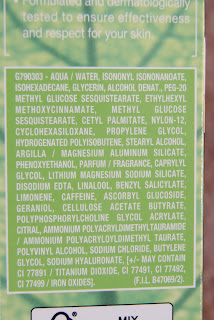 • Formulated and dermatologically
tested to ensure effectiveness
and respect for your skin.
G790303 - AQUA / WATER, ISONONYL ISONONANOATE,
ISOHEXADECANE, GLYCERIN, ALCOHOL DENAT., PEG-20
METHYL GLUCOSE SESQUISTEARATE, ETHYLHEXYL
METHOXYCINNAMATE, METHYL GLUCOSE
SESQUISTEARATE, CETYL PALMITATE, NYLON-12,
CYCLOHEXASILOXANE, PROPYLENE GLYCOL,
HYDROGENATED POLYISOBUTENE, STEARYL ALCOHOL,
ARGILLA / MAGNESIUM ALUMINUM SILICATE,
PHENOXYETHANOL, PARFUM / FRAGRANCE, CAPRYLYL
GLYCOL, LITHIUM MAGNESIUM SODIUM SILICATE,
DISODIUM EDTA, LINALOOL, BENZYL SALICYLATE,
LIMONENE, CAFFEINE, ASCORBYL GLUCOSIDE,
GERANIOL, CELLULOSE ACETATE BUTYRATE,
POLYPHOSPHORYLCHOLINE GLYCOL ACRYLATE,
CITRAL, AMMONIUM POLYACRYLDIMETHYLTAURAMIDE
/ AMMONIUM POLYACRYLOYLDIMETHYL TAURATE,
POLYVINYL ALCOHOL, SODIUM CHLORIDE, BUTYLENE
GLYCOL, SODIUM HYALURONATE, [+/- MAY CONTAIN
CI 77891 / TITANIUM DIOXIDE, CI 77491, CI 77492,
CI 77499 / IRON OXIDES]. (F.I.L. B47069/2).
MIX